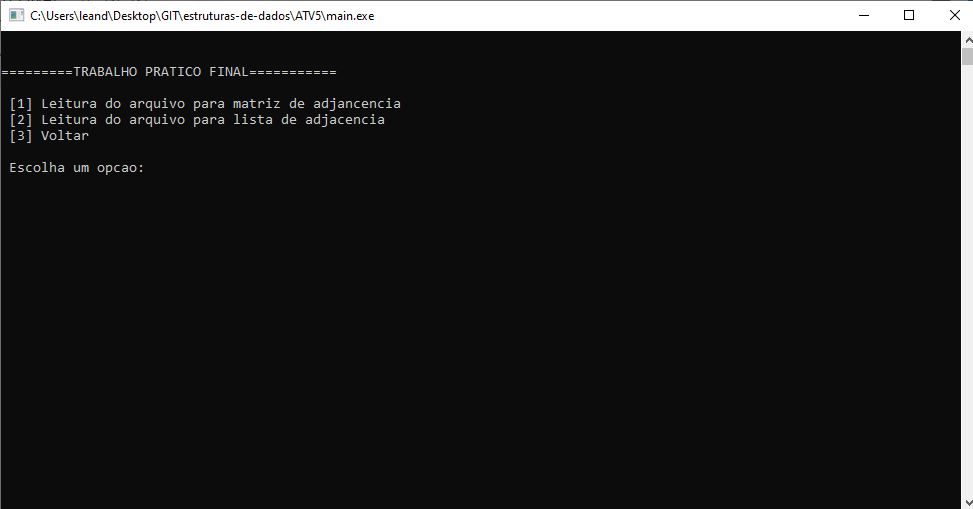 C:\Users\leand\Desktop\GIT\estruturas-de-dados\ATV5\main.exe
=========TRABALHO PRATICO FINAL===========
[1] Leitura do arquivo para matriz de adjancencia
[2] Leitura do arquivo para lista de adjacencia
[3] Voltar
Escolha um opcao: